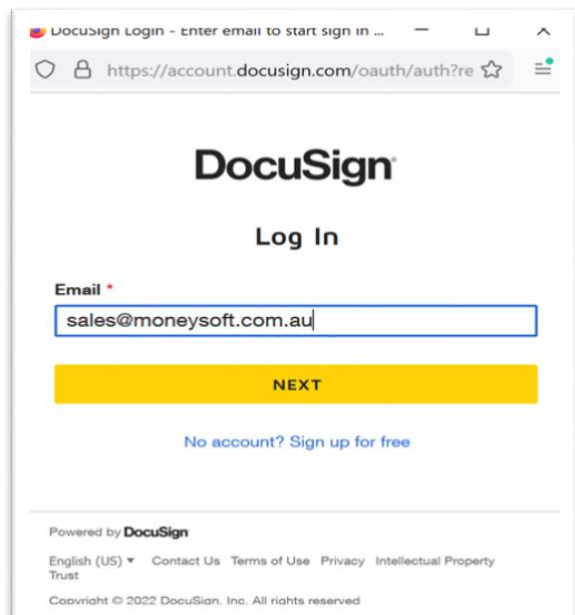 DocuSign Login - Enter email to start sign in ...
https://account.docusign.com/oauth/auth?re
DocuSign
Log In
Email *
sales@moneysoft.com.au
NEXT
No account? Sign up for free
Powered by DocuSign
English (US) ▼ Contact Us Terms of Use Privacy Intellectual Property
Trust
Copyright © 2022 DocuSign, Inc. All rights reserved